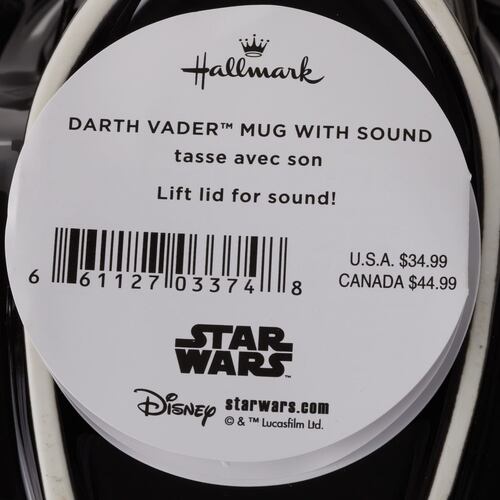 Hallmark
DARTH VADER™ MUG WITH SOUND
tasse avec son
Lift lid for sound!
6 61127 03374 8
U.S.A. $34.99
CANADA $44.99
STAR
WARS™
Disney starwars.com
© & ™ Lucasfilm Ltd.